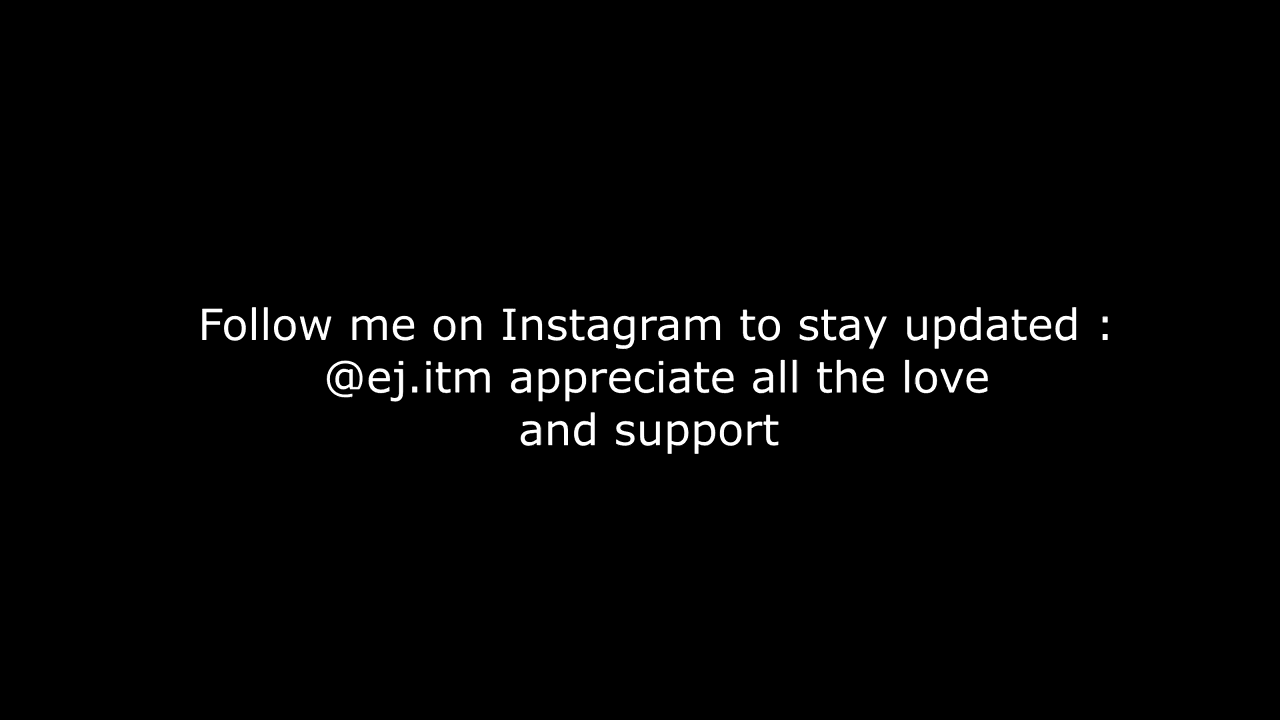 Follow me on Instagram to stay updated :
@ej.itm appreciate all the love
and support